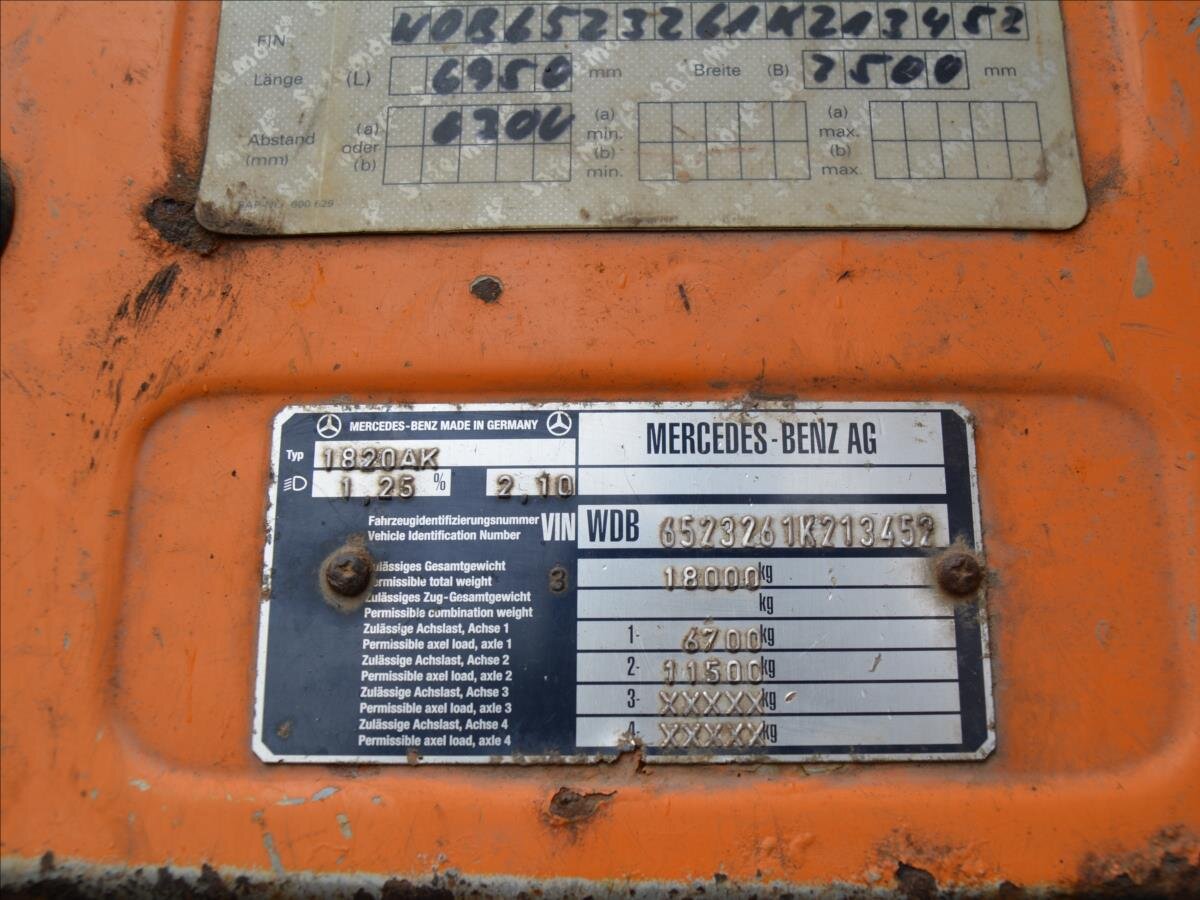 FIN WDB6523261K213452
Länge (L) 6950 mm Breite (B) 2500 mm
Abstand (mm) (a) oder (b) (a) min. (b) min. (a) max. (b) max.
600 629
MERCEDES-BENZ MADE IN GERMANY
MERCEDES-BENZ AG
Typ 1820AK
1,25 % 2,10
Fahrzeugidentifizierungsnummer
Vehicle Identification Number VIN WDB 6523261K213452
Zulässiges Gesamtgewicht
Permissible total weight 3 18000 kg
Zulässiges Zug-Gesamtgewicht
Permissible combination weight kg
Zulässige Achslast, Achse 1
Permissible axel load, axle 1 1- 6700 kg
Zulässige Achslast, Achse 2
Permissible axel load, axle 2 2- 11500 kg
Zulässige Achslast, Achse 3
Permissible axel load, axle 3 3- XXXXX kg
Zulässige Achslast, Achse 4
Permissible axel load, axle 4 4- XXXXX kg